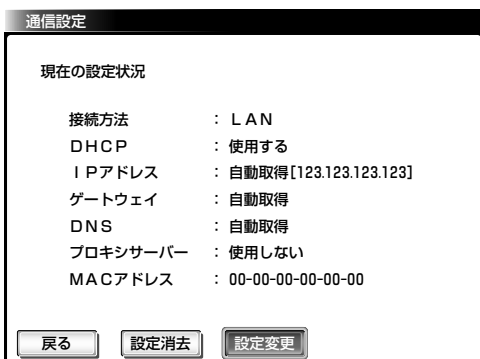 通信設定
現在の設定状況
接続方法 : ＬＡＮ
ＤＨＣＰ : 使用する
ＩＰアドレス : 自動取得[123.123.123.123]
ゲートウェイ : 自動取得
ＤＮＳ : 自動取得
プロキシサーバー : 使用しない
ＭＡＣアドレス : 00-00-00-00-00-00
戻る 設定消去 設定変更